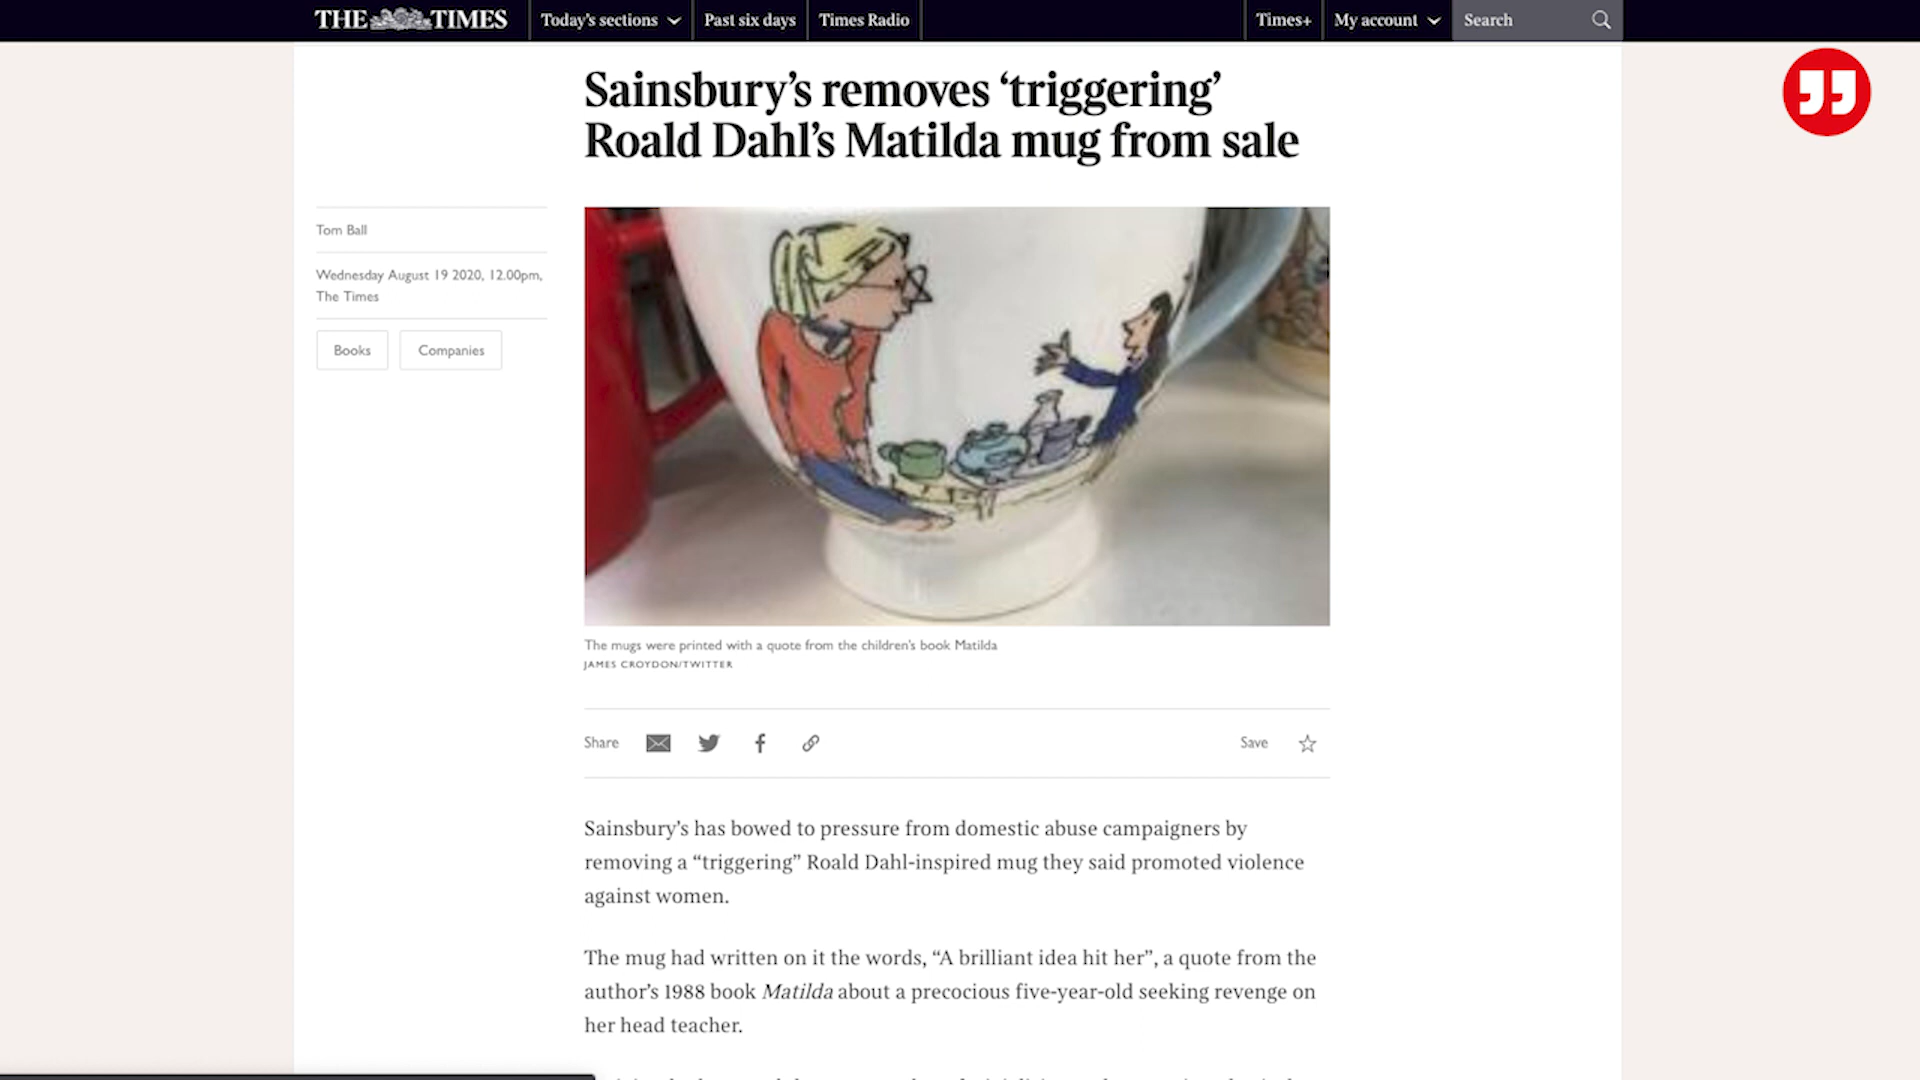 THE TIMES
Today's sections
Past six days
Times Radio
Times+
My account
Search
Sainsbury's removes ‘triggering’
Roald Dahl's Matilda mug from sale
Tom Ball
Wednesday August 19 2020, 12.00pm,
The Times
Books
Companies
The mugs were printed with a quote from the children's book Matilda
JAMES CROYDON/TWITTER
Share
Save
Sainsbury's has bowed to pressure from domestic abuse campaigners by
removing a “triggering” Roald Dahl-inspired mug they said promoted violence
against women.
The mug had written on it the words, “A brilliant idea hit her”, a quote from the
author's 1988 book Matilda about a precocious five-year-old seeking revenge on
her head teacher.